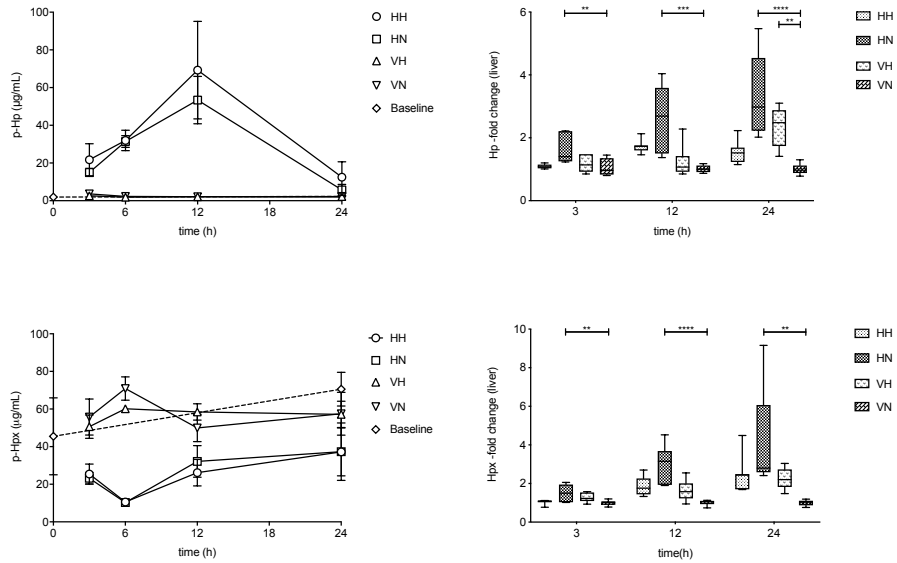 100
80
60
40
20
0
p-Hp (µg/mL)
0 6 12 18 24
time (h)
HH
HN
VH
VN
Baseline
6
4
2
0
Hp -fold change (liver)
** *** **** **
3 12 24
time (h)
HH
HN
VH
VN
100
80
60
40
20
0
p-Hpx (µg/mL)
0 6 12 18 24
time (h)
HH
HN
VH
VN
Baseline
10
8
6
4
2
0
Hpx -fold change (liver)
** **** **
3 12 24
time(h)
HH
HN
VH
VN